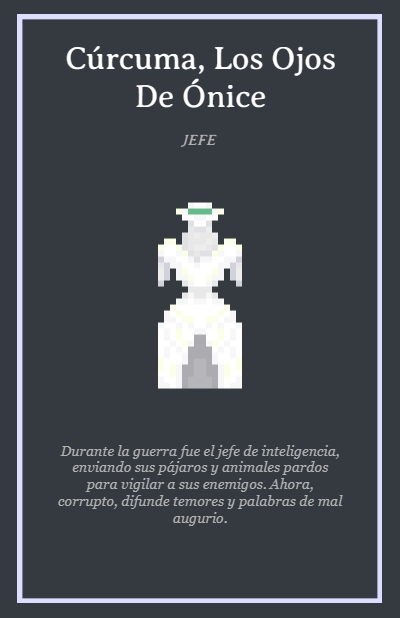 Cúrcuma, Los Ojos
De Ónice
JEFE
Durante la guerra fue el jefe de inteligencia,
enviando sus pájaros y animales pardos
para vigilar a sus enemigos. Ahora,
corrupto, difunde temores y palabras de mal
augurio.